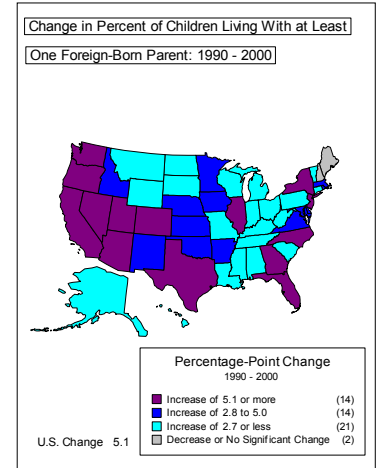 Change in Percent of Children Living With at Least
One Foreign-Born Parent: 1990 - 2000
Percentage-Point Change
1990 - 2000
Increase of 5.1 or more (14)
Increase of 2.8 to 5.0 (14)
Increase of 2.7 or less (21)
Decrease or No Significant Change (2)
U.S. Change 5.1